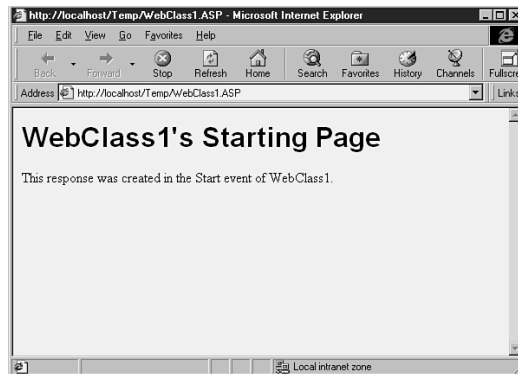 http://localhost/Temp/WebClass1.ASP - Microsoft Internet Explorer
File Edit View Go Favorites Help
Back Forward Stop Refresh Home Search Favorites History Channels Fullscre
Address http://localhost/Temp/WebClass1.ASP Links
WebClass1's Starting Page
This response was created in the Start event of WebClass1.
Local intranet zone